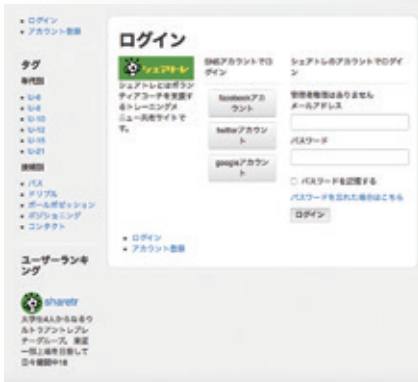 ログイン
アカウント登録
タグ
年代別
U-6
U-8
U-10
U-12
U-15
U-21
技術別
パス
ドリブル
ボールポゼッション
ポジショニング
コンタクト
ユーザーランキ
ング
sharetr
ログイン
シェアトレ
シェアトレとはボラン
ティアコーチを支援す
るトレーニングメ
ニュー共有サイトで
す。
ログイン
アカウント登録
SNSアカウントでロ
グイン
facebookアカ
ウント
twitterアカウン
ト
googleアカウン
ト
シェアトレのアカウントでログイ
ン
管理者権限はありません
メールアドレス
パスワード
パスワードを記憶する
パスワードを忘れた場合はこちら
ログイン